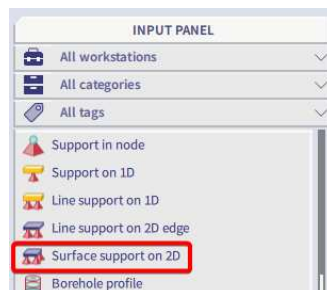 INPUT PANEL
All workstations
All categories
All tags
Support in node
Support on 1D
Line support on 1D
Line support on 2D edge
Surface support on 2D
Borehole profile